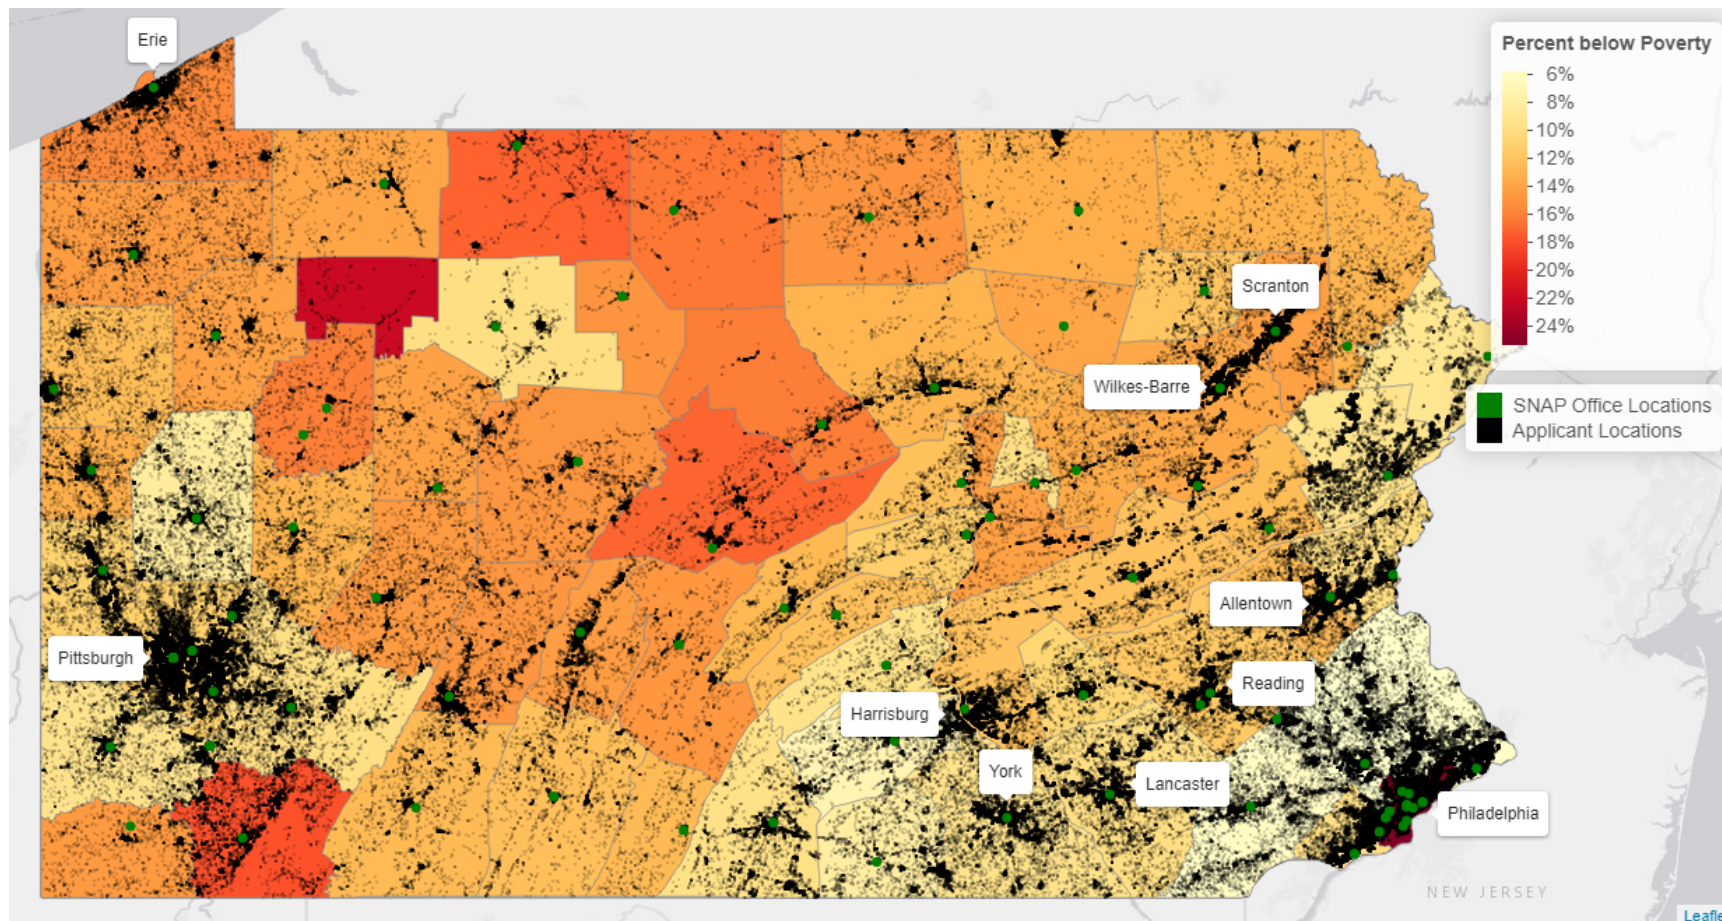 Erie
Percent below Poverty
6%
8%
10%
12%
14%
16%
18%
20%
22%
24%
Scranton
Wilkes-Barre
SNAP Office Locations
Applicant Locations
Allentown
Pittsburgh
Reading
Harrisburg
York
Lancaster
Philadelphia
NEW JERSEY
Leafle